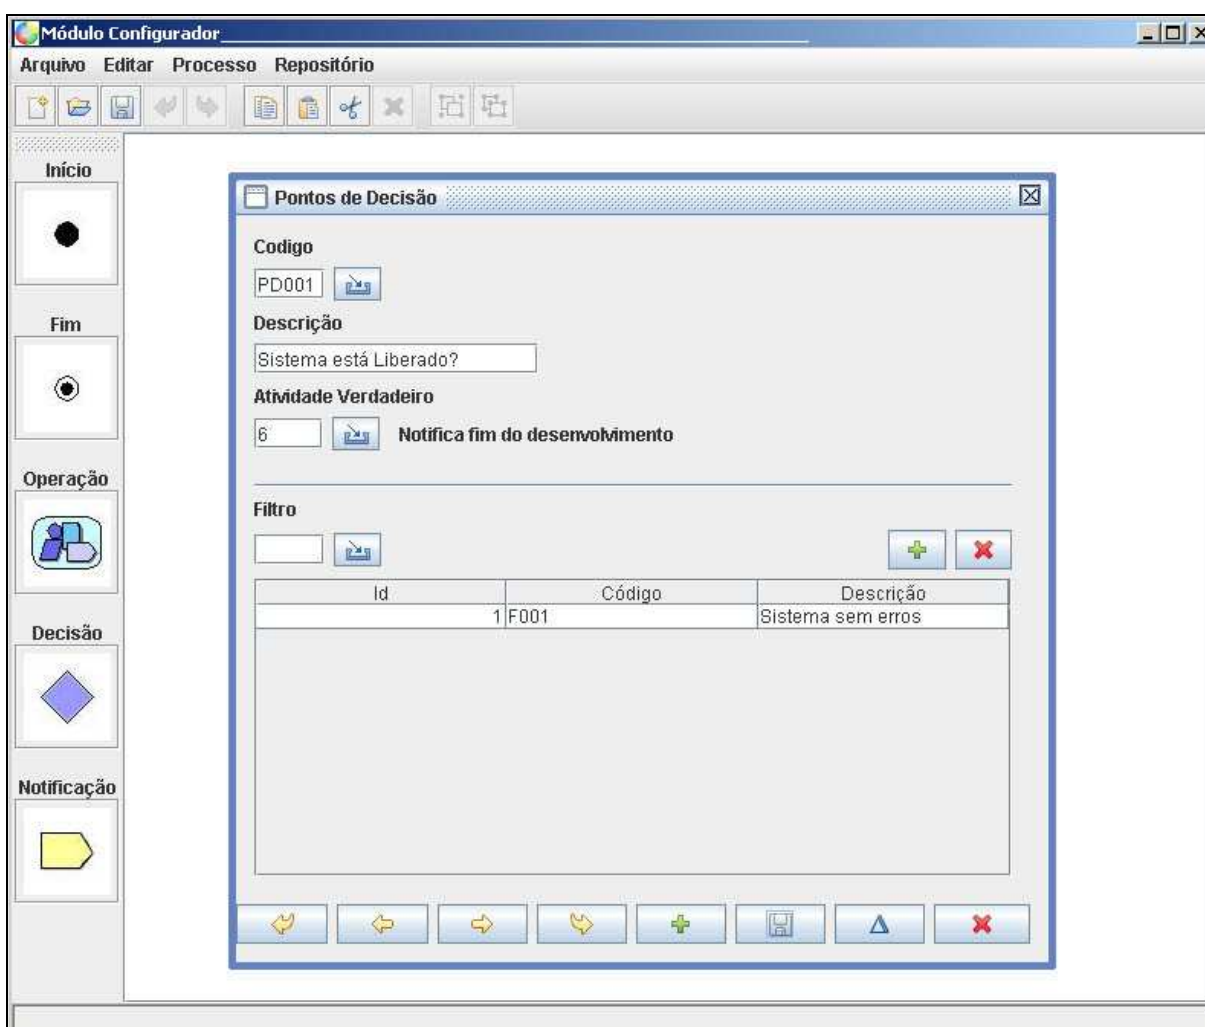 Módulo Configurador
Arquivo Editar Processo Repositório
Início
Fim
Operação
Decisão
Notificação
Pontos de Decisão
Codigo
PD001
Descrição
Sistema está Liberado?
Atividade Verdadeiro
6 Notifica fim do desenvolvimento
Filtro
Id Código Descrição
1 F001 Sistema sem erros